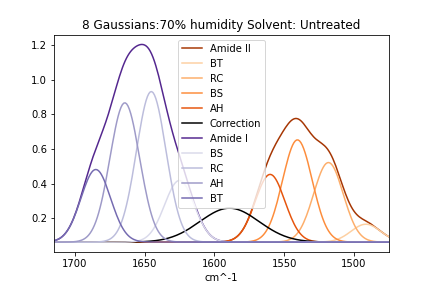 8 Gaussians:70% humidity Solvent: Untreated
1.2
1.0
0.8
0.6
0.4
0.2
Amide II
BT
RC
BS
AH
Correction
Amide I
BS
RC
AH
BT
1700 1650 1600 1550 1500
cm^-1